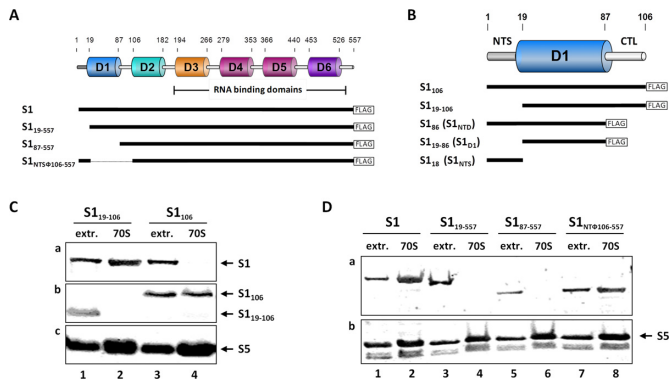 A
1 19 87 106 194 266 279 353 366 440 453 526 557
D1 D2 D3 D4 D5 D6
RNA binding domains
S1 FLAG
S1₁₉₋₅₅₇ FLAG
S1₈₇₋₅₅₇ FLAG
S1NTSΦ106-557 FLAG
B
1 19 87 106
NTS D1 CTL
S1₁₀₆ FLAG
S1₁₉₋₁₀₆ FLAG
S1₈₆ (S1NTD) FLAG
S1₁₉₋₈₆ (S1D1) FLAG
S1₁₈ (S1NTS)
C
S1₁₉₋₁₀₆ S1₁₀₆
extr. 70S extr. 70S
a
S1
b
S1₁₀₆
S1₁₉₋₁₀₆
c
S5
1 2 3 4
D
S1 S1₁₉₋₅₅₇ S1₈₇₋₅₅₇ S1NTΦ106-557
extr. 70S extr. 70S extr. 70S extr. 70S
a
b
S5
1 2 3 4 5 6 7 8